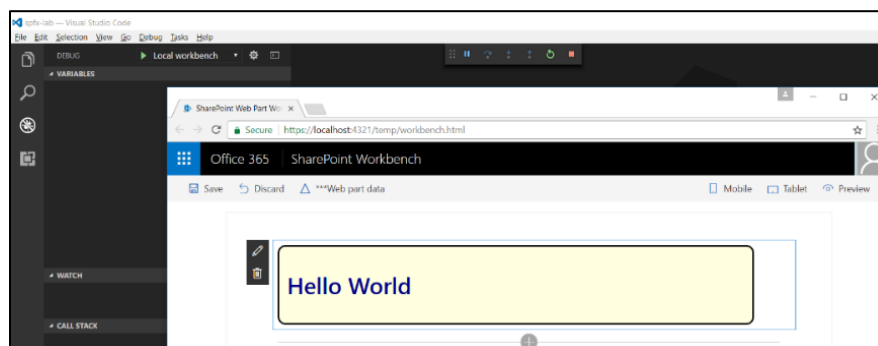 spfx-lab — Visual Studio Code
File Edit Selection View Go Debug Tasks Help
DEBUG Local workbench
VARIABLES
SharePoint Web Part Wo
Secure https://localhost:4321/temp/workbench.html
Office 365 SharePoint Workbench
Save Discard ***Web part data Mobile Tablet Preview
Hello World
WATCH
CALL STACK